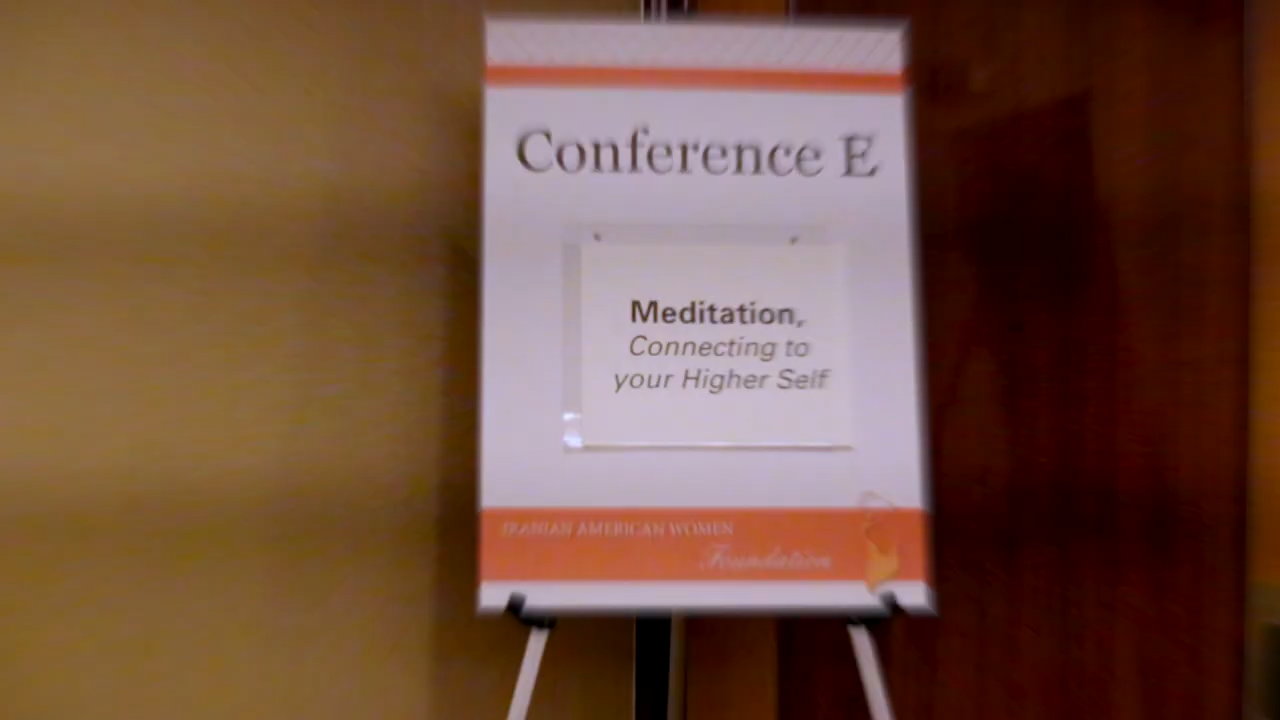 Conference E
Meditation,
Connecting to
your Higher Self
IRANIAN AMERICAN WOMEN
Foundation